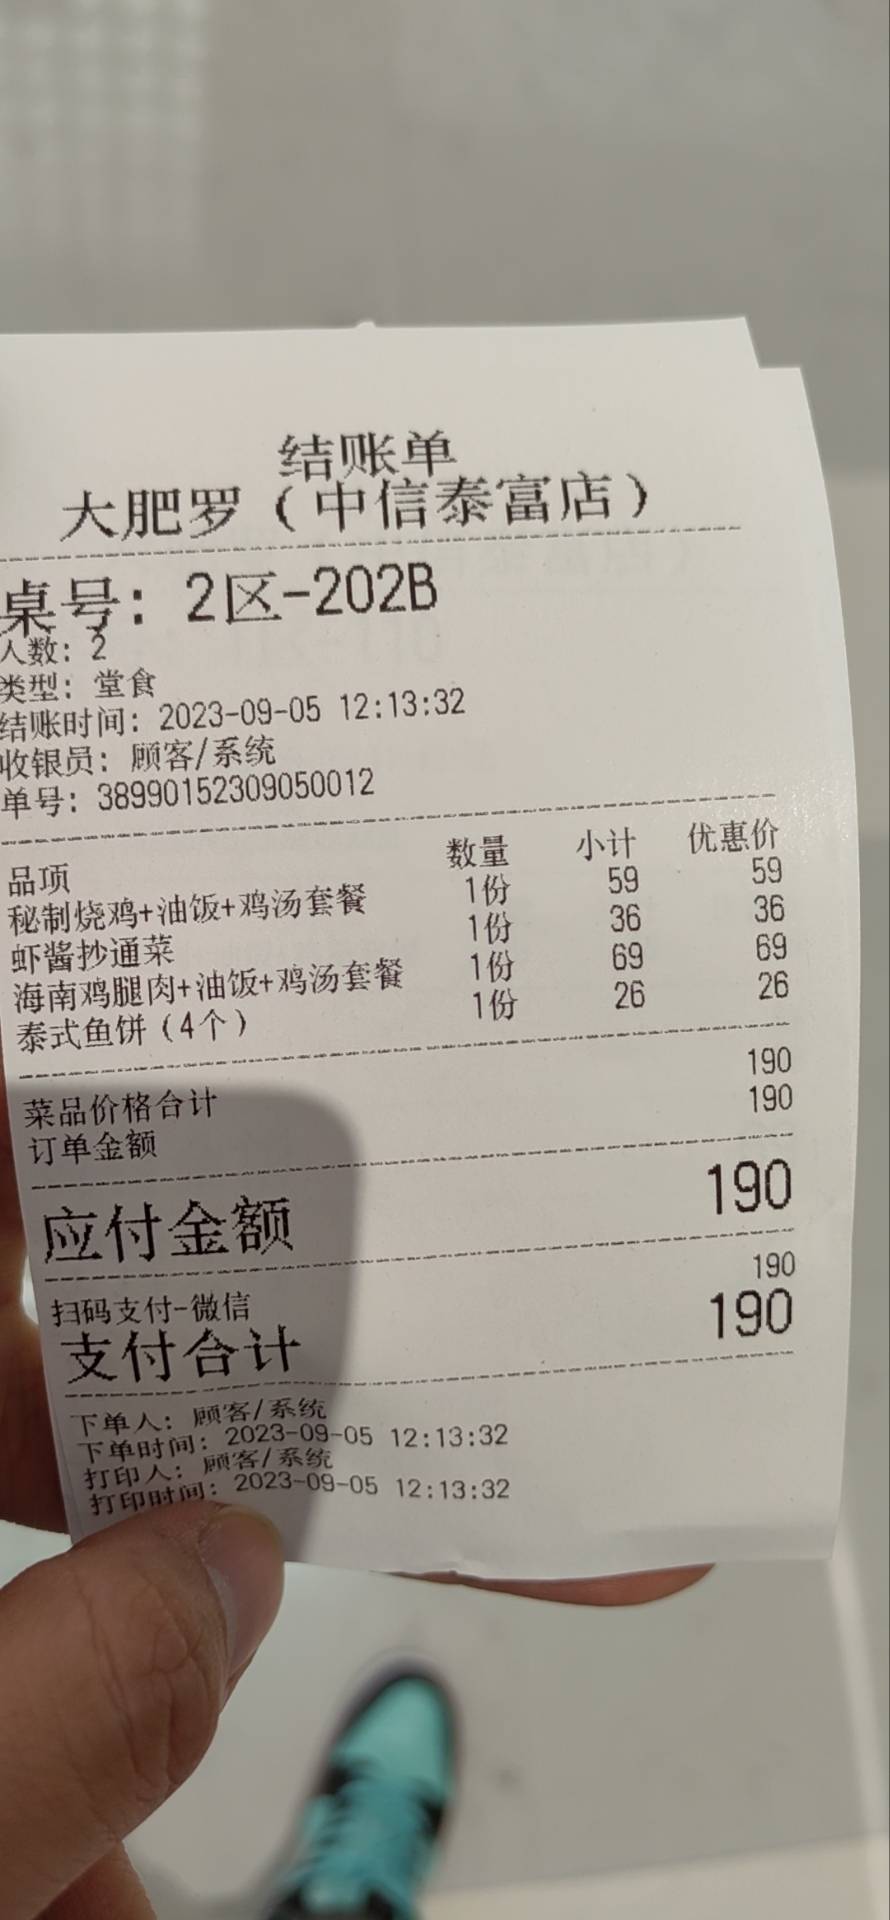 结账单
大肥罗（中信泰富店）
桌号：2区-202B
人数：2
类型：堂食
结账时间：2023-09-05 12:13:32
收银员：顾客/系统
单号：38990152309050012
品项 数量 小计 优惠价
秘制烧鸡+油饭+鸡汤套餐 1份 59 59
虾酱抄通菜 1份 36 36
海南鸡腿肉+油饭+鸡汤套餐 1份 69 69
泰式鱼饼（4个） 1份 26 26
菜品价格合计 190
订单金额 190
应付金额 190
扫码支付-微信 190
支付合计 190
下单人：顾客/系统
下单时间：2023-09-05 12:13:32
打印人：顾客/系统
打印时间：2023-09-05 12:13:32